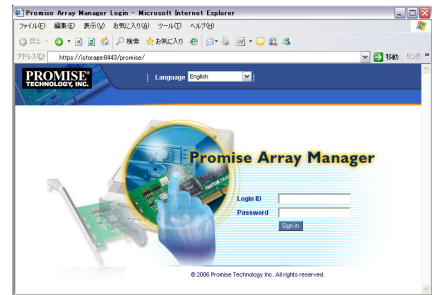 Promise Array Manager Login - Microsoft Internet Explorer
ファイル(F) 編集(E) 表示(V) お気に入り(A) ツール(T) ヘルプ(H)
戻る 検索 お気に入り
アドレス(D) https://istorage:8443/promise/ 移動 リンク »
PROMISE®
TECHNOLOGY, INC.
| Language English |
Promise Array Manager
Login ID
Password
Sign in
© 2006 Promise Technology Inc. All rights reserved.